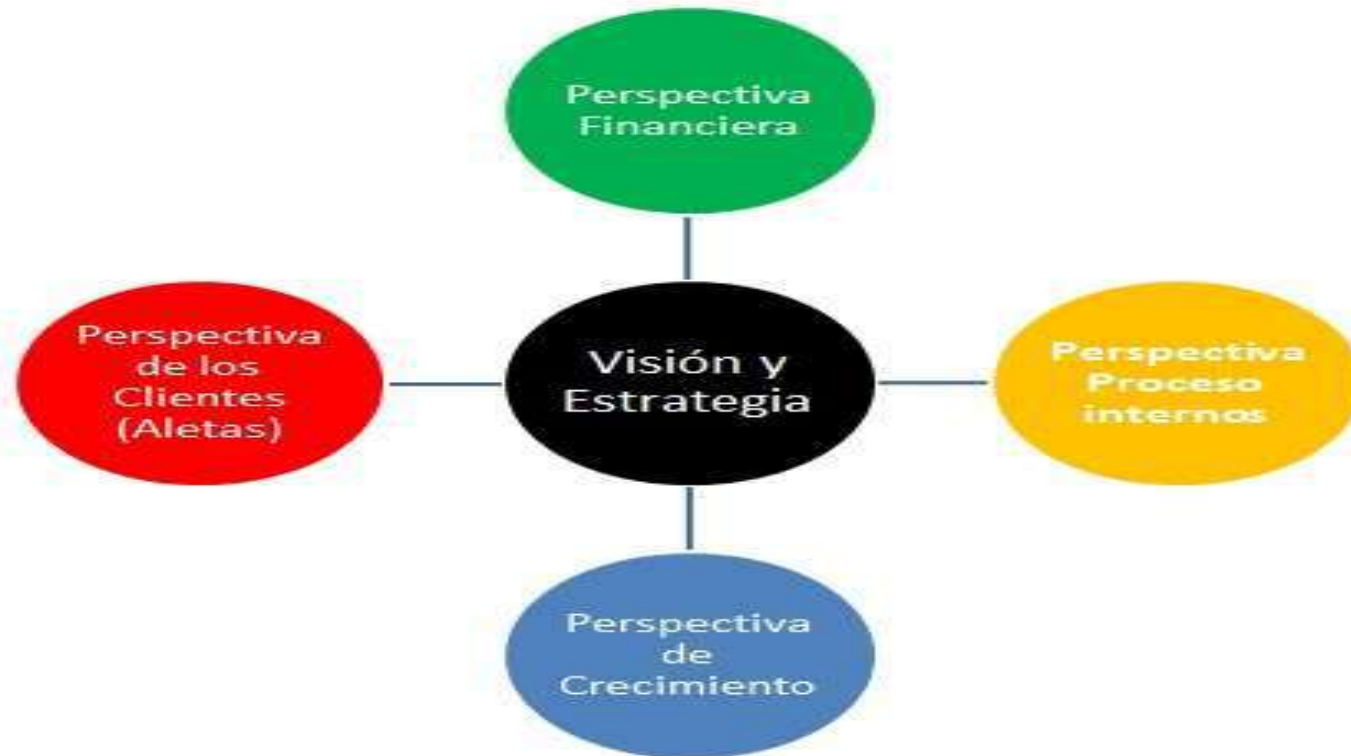 Perspectiva
Financiera
Perspectiva
de los
Clientes
(Aletas)
Visión y
Estrategia
Perspectiva
Proceso
internos
Perspectiva
de
Crecimiento